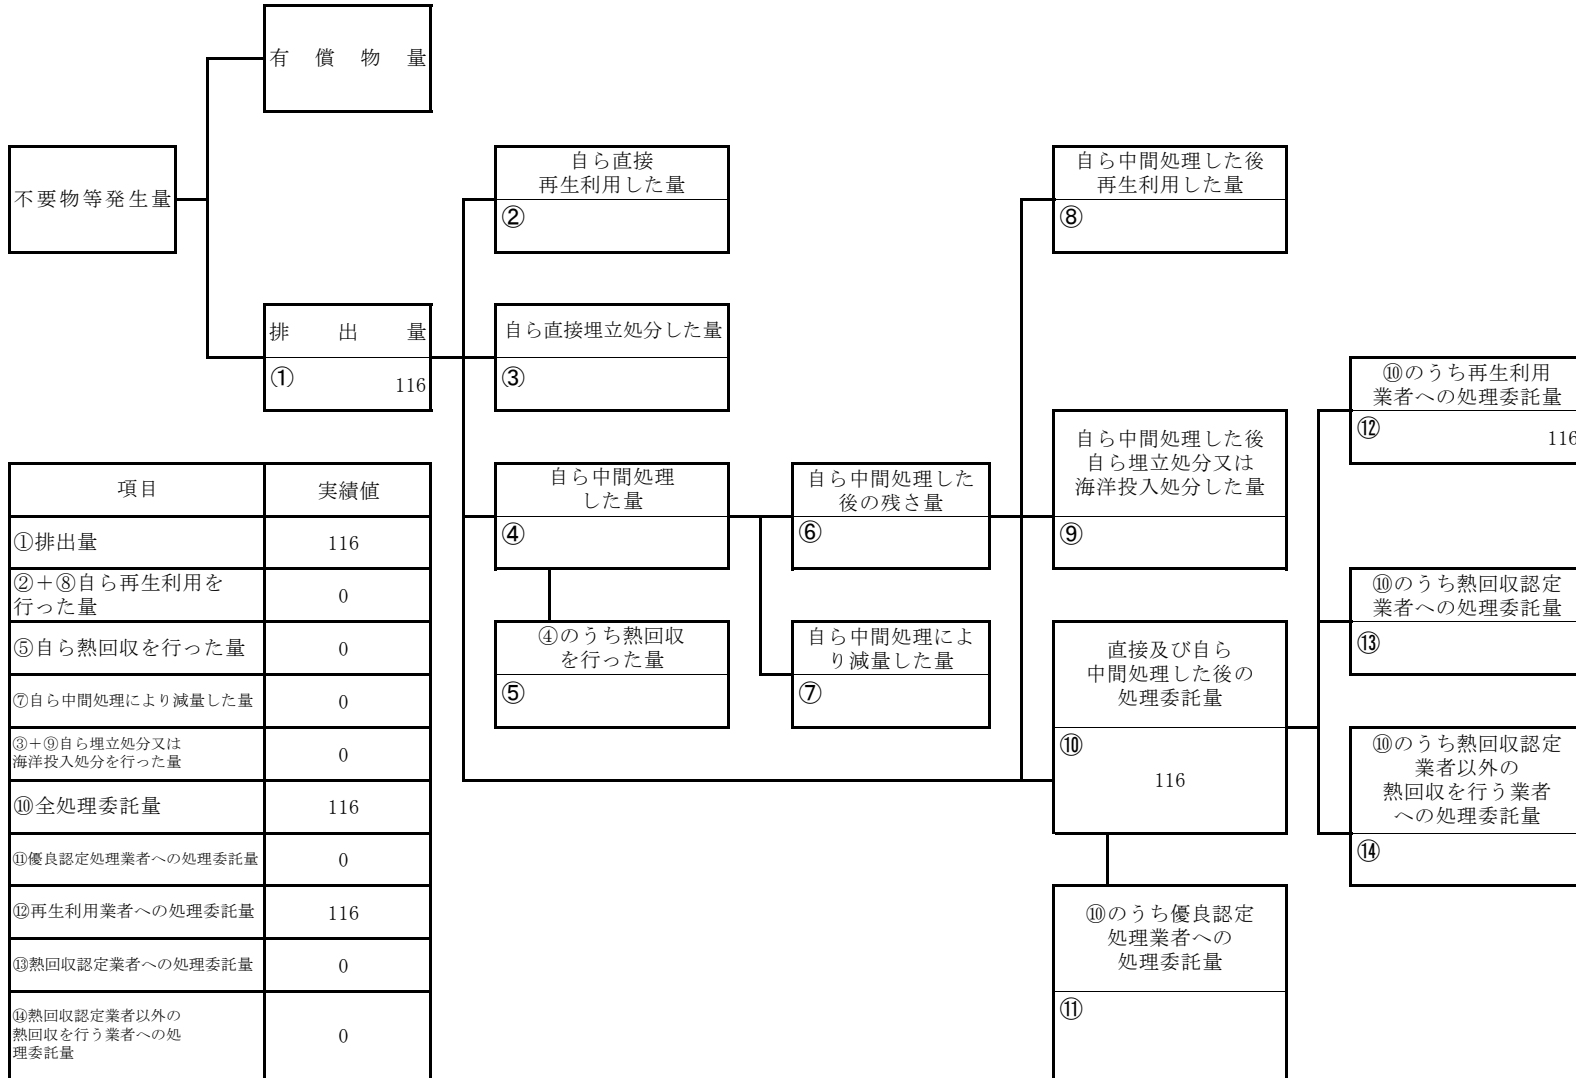 有償物量
不要物等発生量
排出量
① 116
自ら直接
再生利用した量
②
自ら直接埋立処分した量
③
自ら中間処理
した量
④
④のうち熱回収
を行った量
⑤
自ら中間処理した
後の残さ量
⑥
自ら中間処理によ
り減量した量
⑦
自ら中間処理した後
再生利用した量
⑧
自ら中間処理した後
自ら埋立処分又は
海洋投入処分した量
⑨
直接及び自ら
中間処理した後の
処理委託量
⑩
116
⑩のうち優良認定
処理業者への
処理委託量
⑪
⑩のうち再生利用
業者への処理委託量
⑫ 116
⑩のうち熱回収認定
業者への処理委託量
⑬
⑩のうち熱回収認定
業者以外の
熱回収を行う業者
への処理委託量
⑭
項目 実績値
①排出量 116
②+⑧自ら再生利用を
行った量 0
⑤自ら熱回収を行った量 0
⑦自ら中間処理により減量した量 0
③+⑨自ら埋立処分又は
海洋投入処分を行った量 0
⑩全処理委託量 116
⑪優良認定処理業者への処理委託量 0
⑫再生利用業者への処理委託量 116
⑬熱回収認定業者への処理委託量 0
⑭熱回収認定業者以外の
熱回収を行う業者への処
理委託量 0